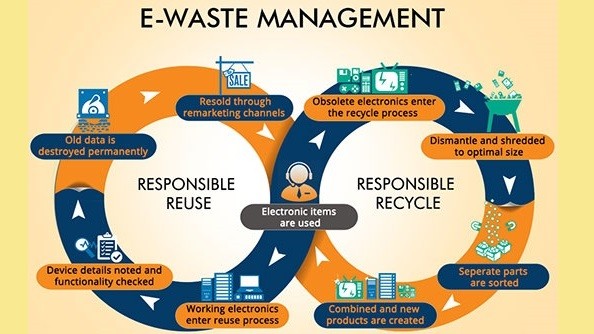 E-WASTE MANAGEMENT
SALE
Resold through
remarketing channels
Obsolete electronics enter
the recycle process
Old data is
destroyed permanently
Dismantle and shredded
to optimal size
RESPONSIBLE
REUSE
RESPONSIBLE
RECYCLE
Electronic items
are used
Device details noted and
functionality checked
Seperate parts
are sorted
Working electronics
enter reuse process
Combined and new
products are created